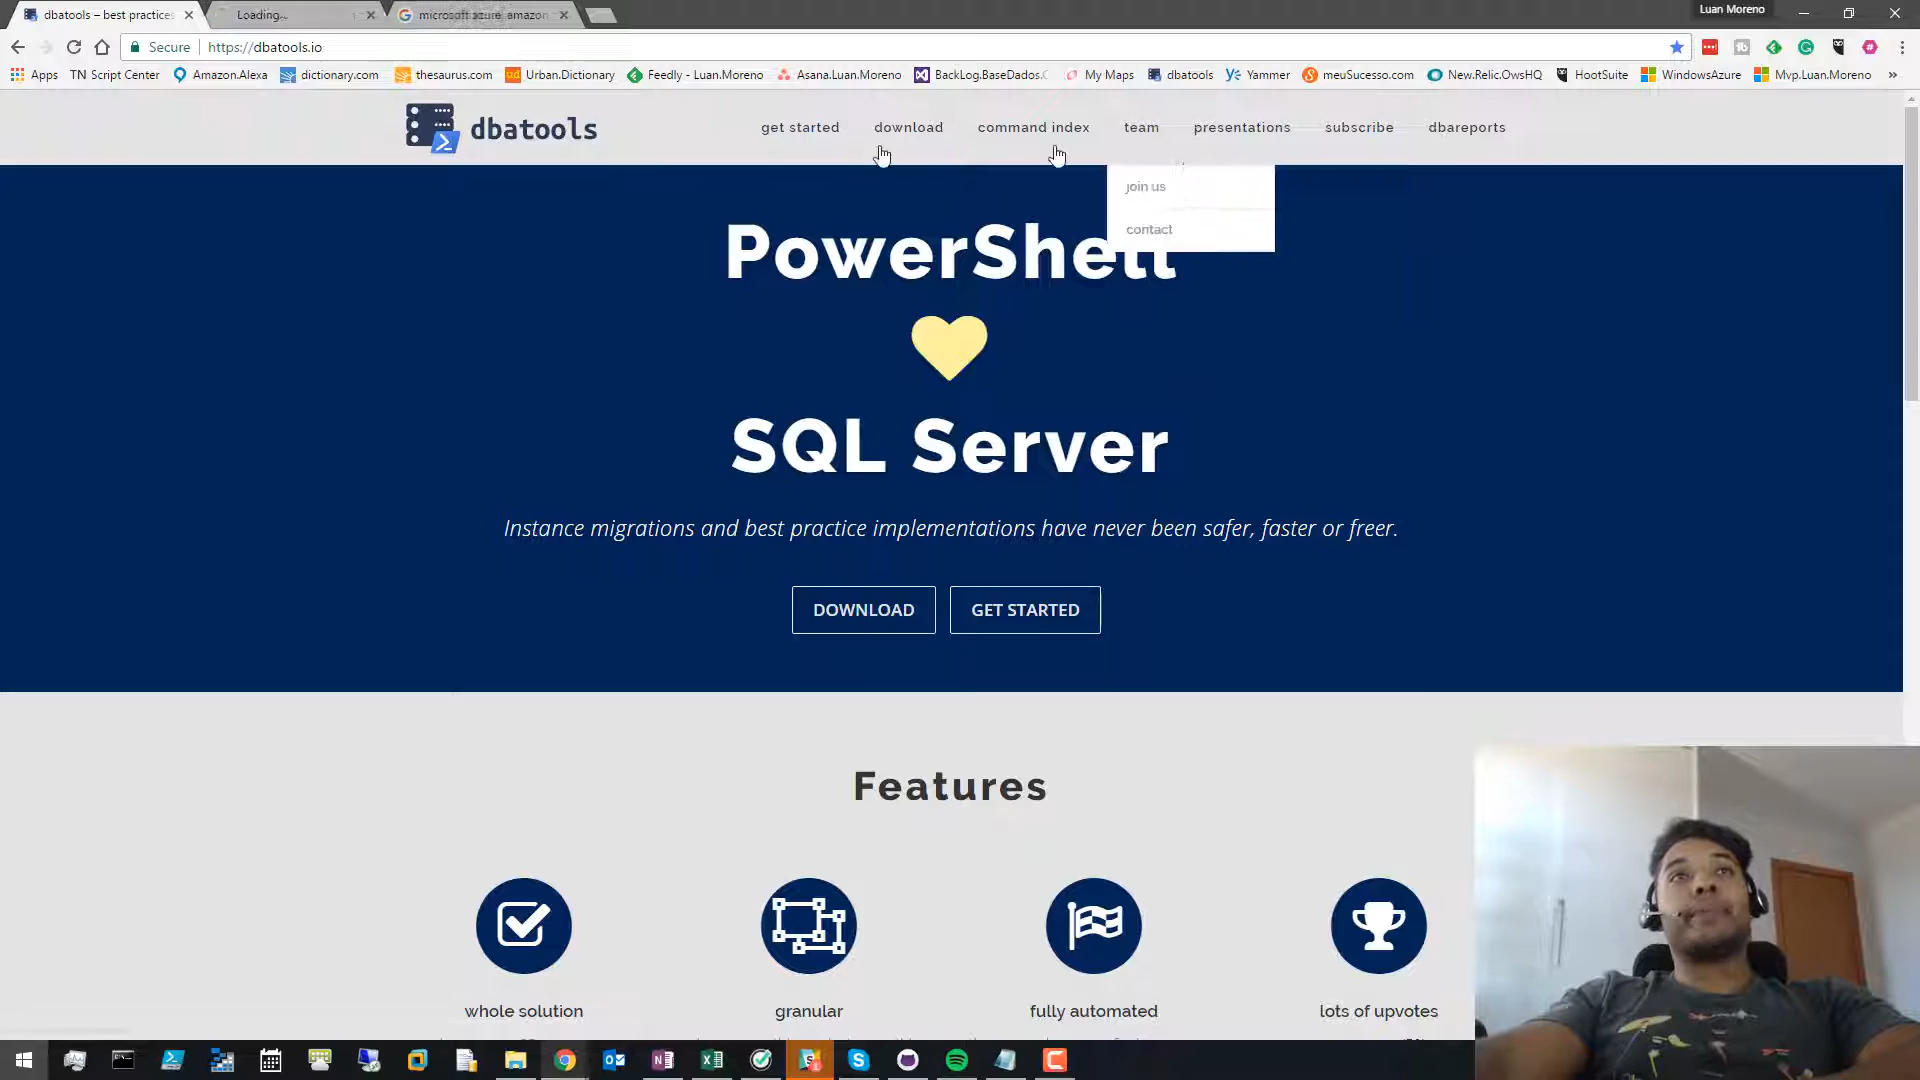 dbatools – best practices
Loading...
microsoft azure amazon
Luan Moreno
Secure
https://dbatools.io
Apps
TN Script Center
Amazon.Alexa
dictionary.com
thesaurus.com
Urban.Dictionary
Feedly - Luan.Moreno
Asana.Luan.Moreno
BackLog.BaseDados.
My Maps
dbatools
Yammer
meuSucesso.com
New.Relic.OwsHQ
HootSuite
WindowsAzure
Mvp.Luan.Moreno
dbatools
get started
download
command index
team
presentations
subscribe
dbareports
join us
contact
PowerShell
SQL Server
Instance migrations and best practice implementations have never been safer, faster or freer.
DOWNLOAD
GET STARTED
Features
whole solution
granular
fully automated
lots of upvotes